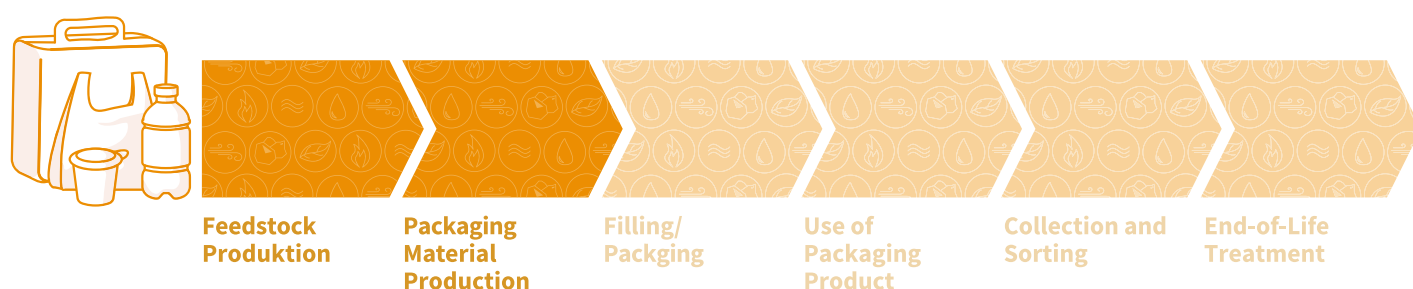 Feedstock
Produktion
Packaging
Material
Production
Filling/
Packging
Use of
Packaging
Product
Collection and
Sorting
End-of-Life
Treatment